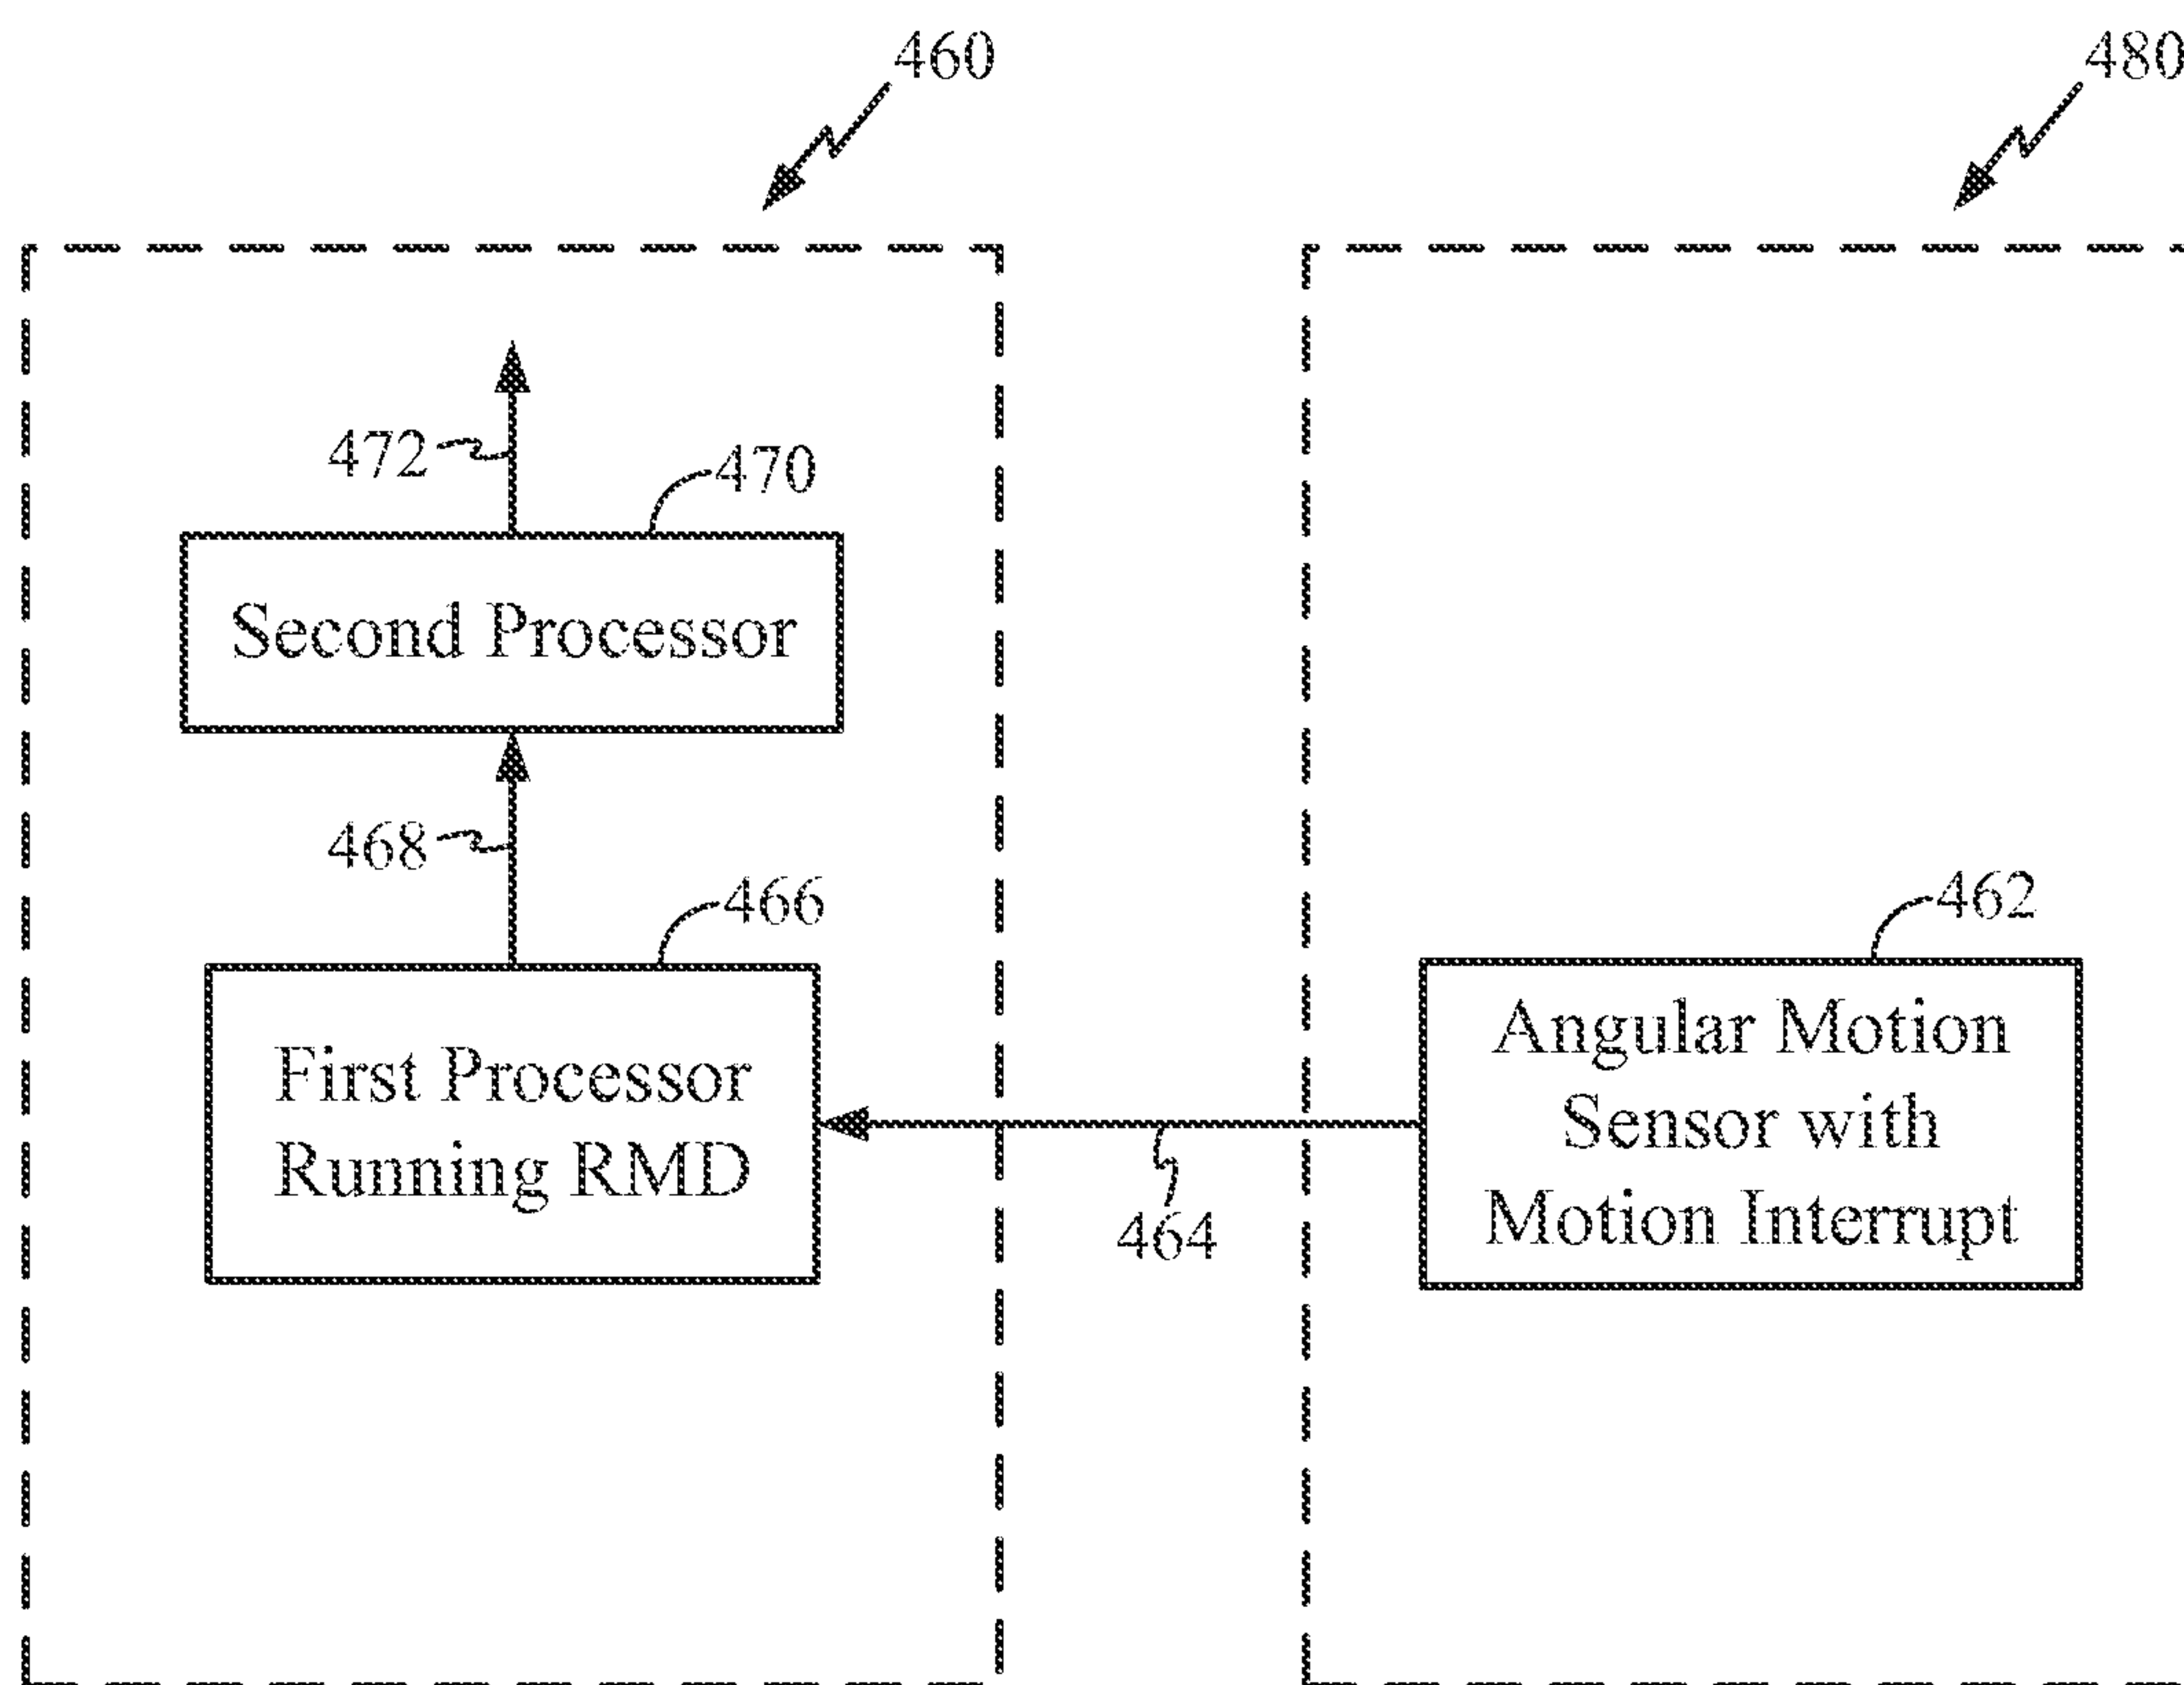 460
480
472
470
Second Processor
468
466
462
First Processor
Running RMD
Angular Motion
Sensor with
Motion Interrupt
464